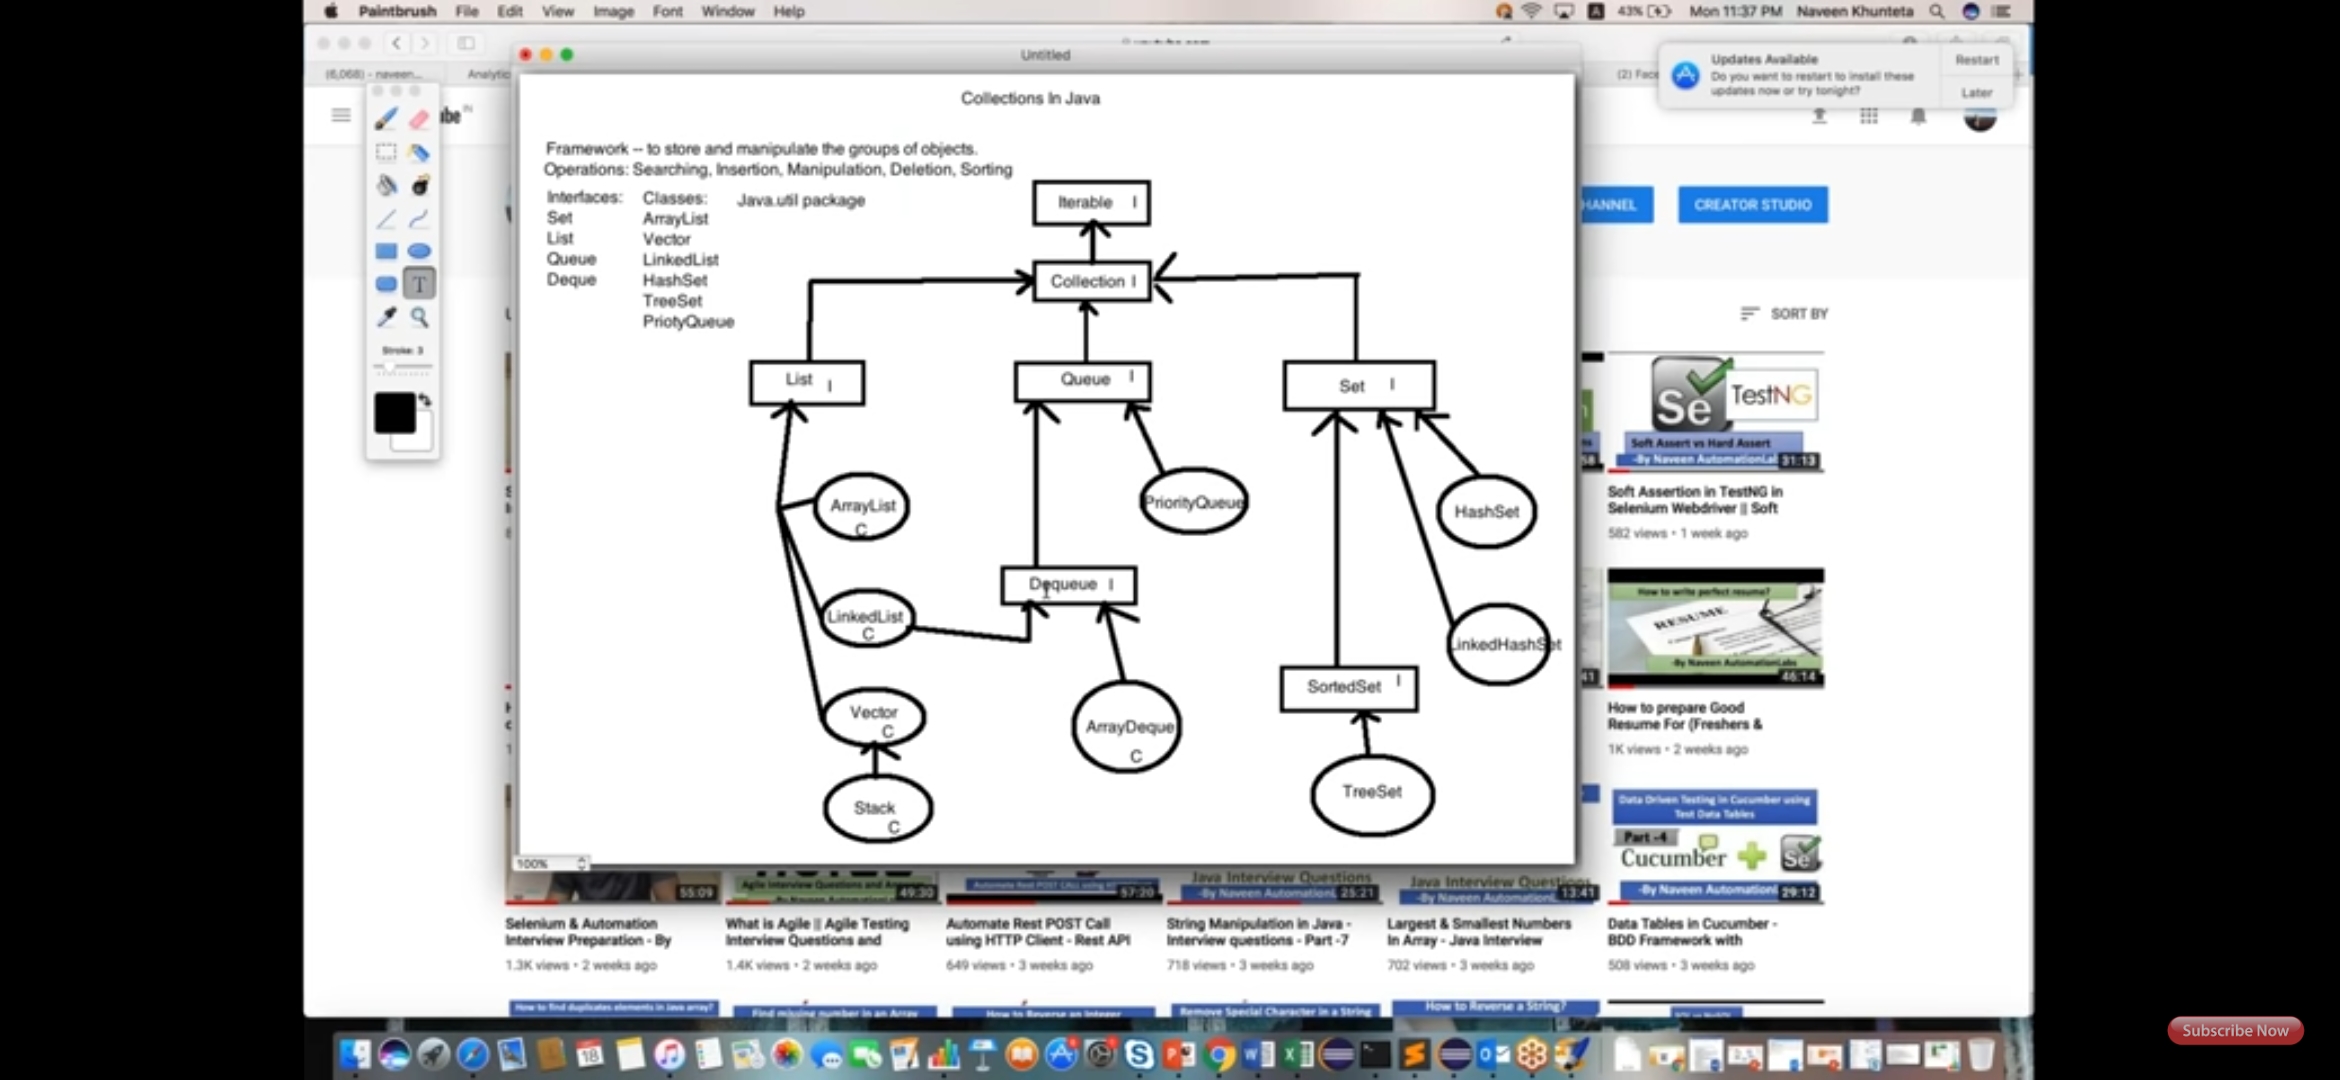 Paintbrush File Edit View Image Font Window Help
43% Mon 11:37 PM Naveen Khunteta
Untitled
(6,068) - naveen...
Analytic
(2) Face
Updates Available
Do you want to restart to install these
updates now or try tonight?
Restart
Later
Stroke: 3
Collections In Java
Framework -- to store and manipulate the groups of objects.
Operations: Searching, Insertion, Manipulation, Deletion, Sorting
Interfaces: Classes: Java.util package
Set ArrayList
List Vector
Queue LinkedList
Deque HashSet
TreeSet
PriotyQueue
Iterable I
Collection I
List I
Queue I
Set I
ArrayList
C
PriorityQueue
HashSet
Dequeue I
LinkedList
C
LinkedHashSet
SortedSet I
Vector
C
ArrayDeque
C
TreeSet
Stack
C
100%
CREATOR STUDIO
SORT BY
Se TestNG
Soft Assert vs Hard Assert
-By Naveen AutomationLa
31:13
Soft Assertion in TestNG in
Selenium Webdriver || Soft
582 views • 1 week ago
How to write perfect resume?
RESUME
-By Naveen AutomationLabs
46:14
How to prepare Good
Resume For (Freshers &
1K views • 2 weeks ago
Data Driven Testing in Cucumber using
Test Data Tables
Part -4
Cucumber Se
-By Naveen Automationl
29:12
Data Tables in Cucumber -
BDD Framework with
508 views • 3 weeks ago
55:09
Selenium & Automation
Interview Preparation - By
1.3K views • 2 weeks ago
49:30
What is Agile || Agile Testing
Interview Questions and
1.4K views • 2 weeks ago
57:20
Automate Rest POST Call
using HTTP Client - Rest API
649 views • 3 weeks ago
Java Interview Questions
-By Naveen Automationl
25:21
String Manipulation in Java -
Interview questions - Part -7
718 views • 3 weeks ago
Java Interview Questions
-By Naveen AutomationL
13:41
Largest & Smallest Numbers
In Array - Java Interview
702 views • 3 weeks ago
How to find duplicates elements in Java array?
Find missing number in an Array
How to Reverse an Integer
Remove Special Character in a String
How to Reverse a String?
Subscribe Now